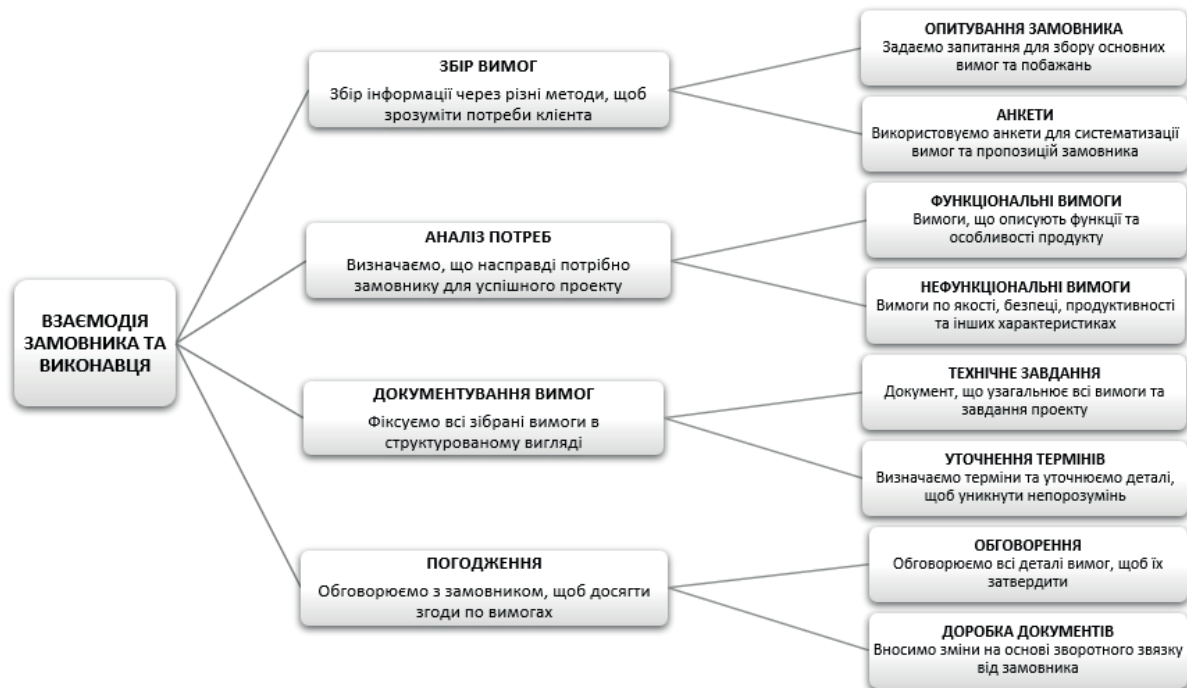 ВЗАЄМОДІЯ
ЗАМОВНИКА ТА
ВИКОНАВЦЯ
ЗБІР ВИМОГ
Збір інформації через різні методи, щоб
зрозуміти потреби клієнта
ОПИТУВАННЯ ЗАМОВНИКА
Задаємо запитання для збору основних
вимог та побажань
АНКЕТИ
Використовуємо анкети для систематизації
вимог та пропозицій замовника
АНАЛІЗ ПОТРЕБ
Визначаємо, що насправді потрібно
замовнику для успішного проекту
ФУНКЦІОНАЛЬНІ ВИМОГИ
Вимоги, що описують функції та
особливості продукту
НЕФУНКЦІОНАЛЬНІ ВИМОГИ
Вимоги по якості, безпеці, продуктивності
та інших характеристиках
ДОКУМЕНТУВАННЯ ВИМОГ
Фіксуємо всі зібрані вимоги в
структурованому вигляді
ТЕХНІЧНЕ ЗАВДАННЯ
Документ, що узагальнює всі вимоги та
завдання проекту
УТОЧНЕННЯ ТЕРМІНІВ
Визначаємо терміни та уточнюємо деталі,
щоб уникнути непорозумінь
ПОГОДЖЕННЯ
Обговорюємо з замовником, щоб досягти
згоди по вимогах
ОБГОВОРЕННЯ
Обговорюємо всі деталі вимог, щоб їх
затвердити
ДОРОБКА ДОКУМЕНТІВ
Вносимо зміни на основі зворотного звязку
від замовника